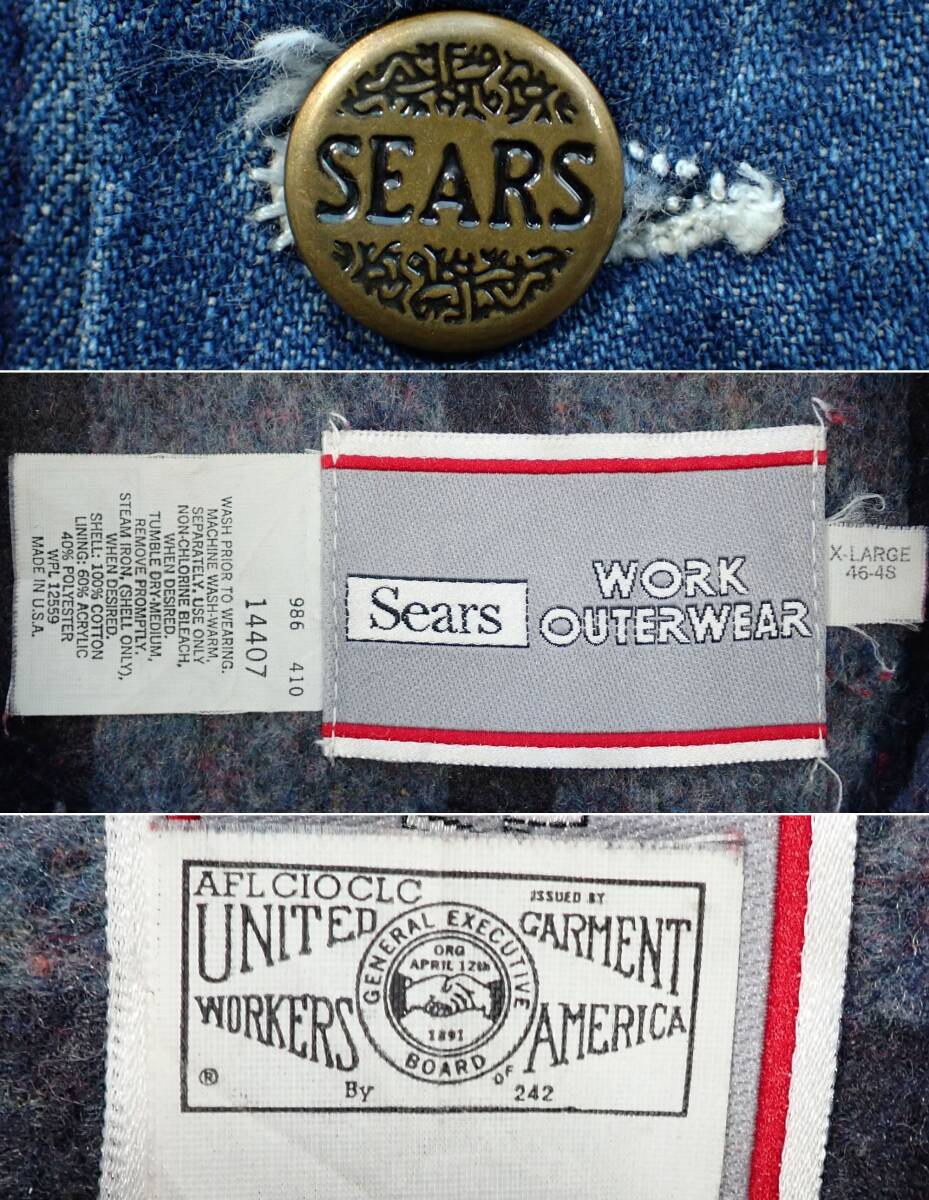 SEARS
986 410
14407
WASH PRIOR TO WEARING.
MACHINE WASH-WARM,
SEPARATELY. USE ONLY
NON-CHLORINE BLEACH,
WHEN DESIRED.
TUMBLE DRY-MEDIUM,
REMOVE PROMPTLY.
STEAM IRON, (SHELL ONLY),
WHEN DESIRED.
SHELL: 100% COTTON
LINING: 60% ACRYLIC
40% POLYESTER
WPL 12559
MADE IN U.S.A.
Sears
WORK
OUTERWEAR
X-LARGE
46-48
AFL CIO CLC
ISSUED BY
UNITED GARMENT
WORKERS OF AMERICA
GENERAL EXECUTIVE
BOARD
ORG
APRIL 12th
1891
®
By 242